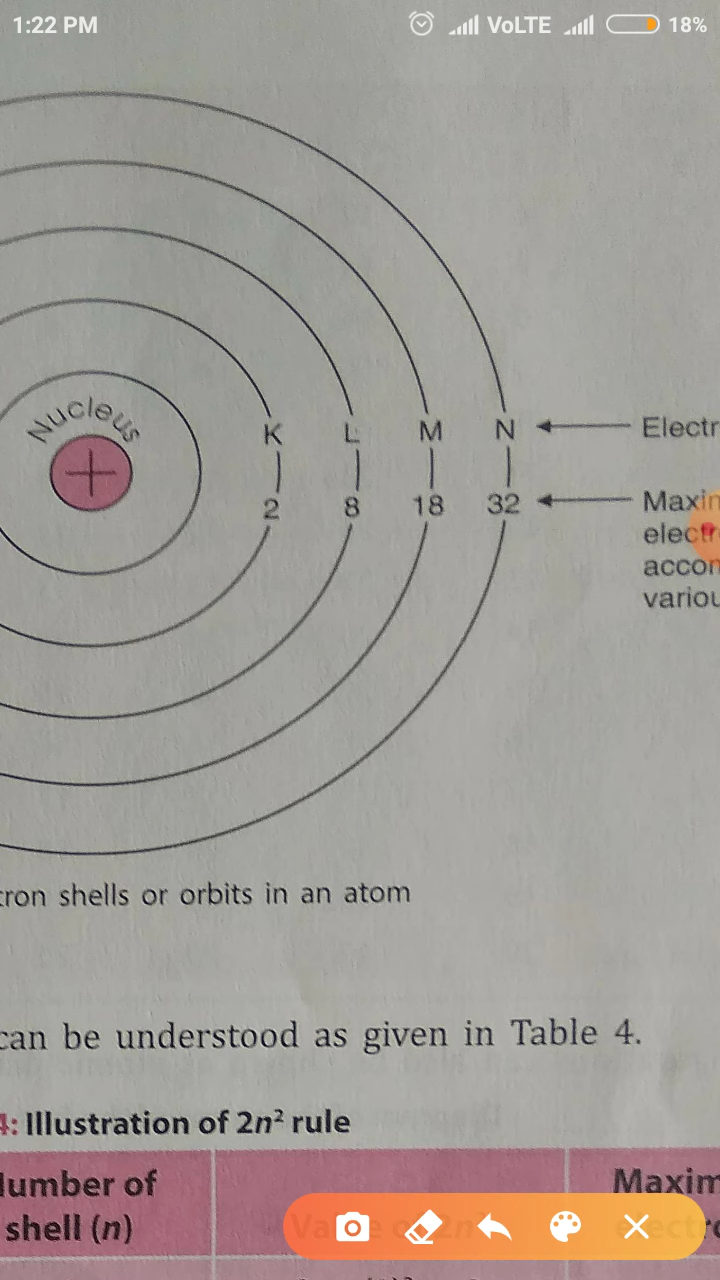 1:22 PM
VoLTE
18%
Nucleus
K L M N
Electr
2 8 18 32
Maxin
electr
accon
variou
tron shells or orbits in an atom
can be understood as given in Table 4.
4: Illustration of 2n² rule
Number of
Maxim
shell (n)